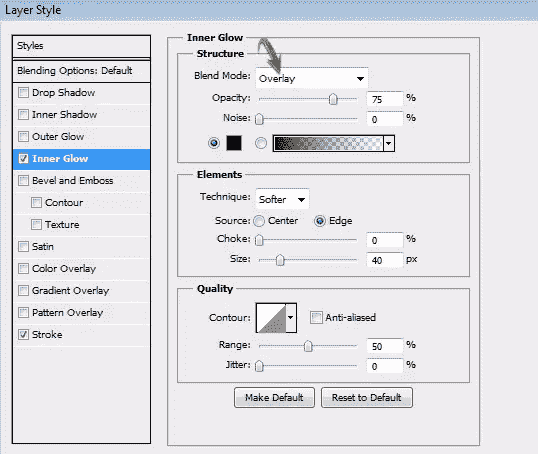 Layer Style
Styles
Blending Options: Default
Drop Shadow
Inner Shadow
Outer Glow
Inner Glow
Bevel and Emboss
Contour
Texture
Satin
Color Overlay
Gradient Overlay
Pattern Overlay
Stroke
Inner Glow
Structure
Blend Mode: Overlay
Opacity: 75 %
Noise: 0 %
Elements
Technique: Softer
Source: Center Edge
Choke: 0 %
Size: 40 px
Quality
Contour: Anti-aliased
Range: 50 %
Jitter: 0 %
Make Default Reset to Default